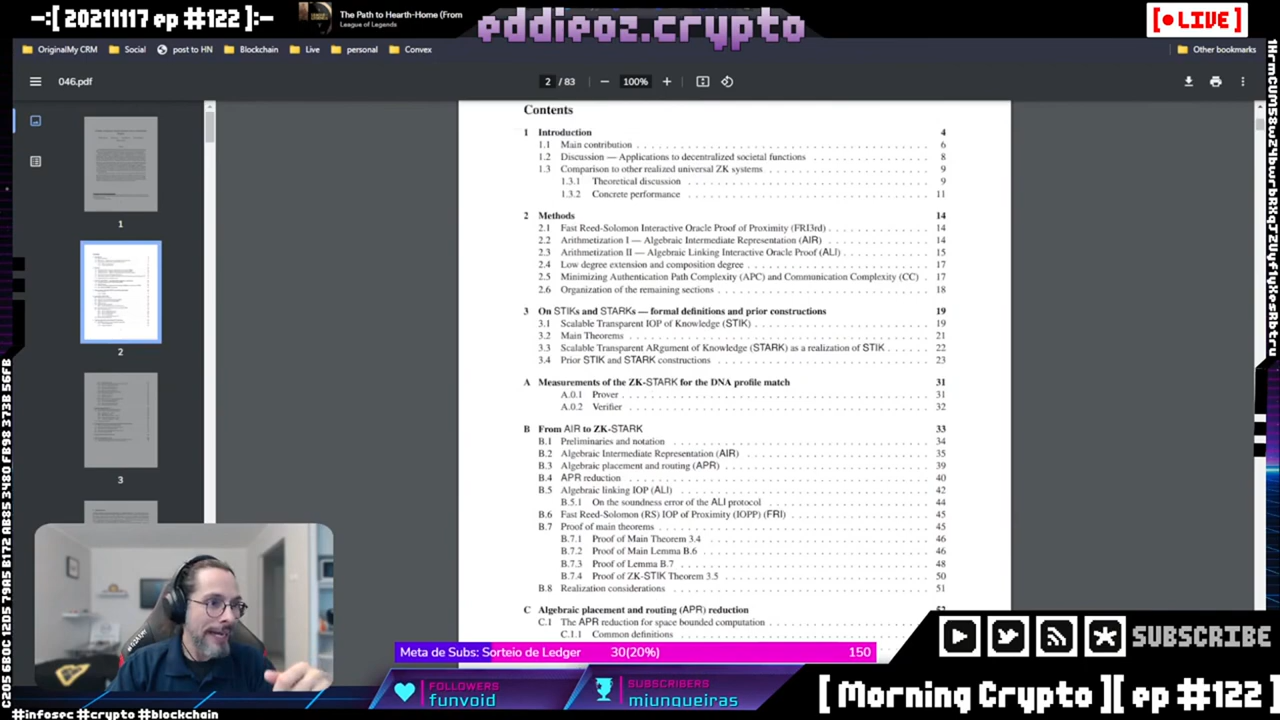 -:[ 20211117 ep #122 ]:-
The Path to Hearth-Home (From
League of Legends
eddieoz.crypto
[● LIVE]
OriginalMy CRM
Social
post to HN
Blockchain
Live
personal
Convex
Other bookmarks
046.pdf
2 / 83
100%
1
2
3
Contents
1 Introduction 4
1.1 Main contribution 6
1.2 Discussion — Applications to decentralized societal functions 8
1.3 Comparison to other realized universal ZK systems 9
1.3.1 Theoretical discussion 9
1.3.2 Concrete performance 11
2 Methods 14
2.1 Fast Reed-Solomon Interactive Oracle Proof of Proximity (FRI3rd) 14
2.2 Arithmetization I — Algebraic Intermediate Representation (AIR) 14
2.3 Arithmetization II — Algebraic Linking Interactive Oracle Proof (ALI) 15
2.4 Low degree extension and composition degree 17
2.5 Minimizing Authentication Path Complexity (APC) and Communication Complexity (CC) 17
2.6 Organization of the remaining sections 18
3 On STIKs and STARKs — formal definitions and prior constructions 19
3.1 Scalable Transparent IOP of Knowledge (STIK) 19
3.2 Main Theorems 21
3.3 Scalable Transparent ARgument of Knowledge (STARK) as a realization of STIK 22
3.4 Prior STIK and STARK constructions 23
A Measurements of the ZK-STARK for the DNA profile match 31
A.0.1 Prover 31
A.0.2 Verifier 32
B From AIR to ZK-STARK 33
B.1 Preliminaries and notation 34
B.2 Algebraic Intermediate Representation (AIR) 35
B.3 Algebraic placement and routing (APR) 39
B.4 APR reduction 40
B.5 Algebraic linking IOP (ALI) 42
B.5.1 On the soundness error of the ALI protocol 44
B.6 Fast Reed-Solomon (RS) IOP of Proximity (IOPP) (FRI) 45
B.7 Proof of main theorems 45
B.7.1 Proof of Main Theorem 3.4 46
B.7.2 Proof of Main Lemma B.6 46
B.7.3 Proof of Lemma B.7 48
B.7.4 Proof of ZK-STIK Theorem 3.5 50
B.8 Realization considerations 51
C Algebraic placement and routing (APR) reduction
C.1 The APR reduction for space bounded computation
C.1.1 Common definitions
Meta de Subs: Sorteio de Ledger 30(20%) 150
FOLLOWERS
funvoid
SUBSCRIBERS
mjunqueiras
SUBSCRIBE
[ Morning Crypto ][ ep #122 ]
#infosec #crypto #blockchain